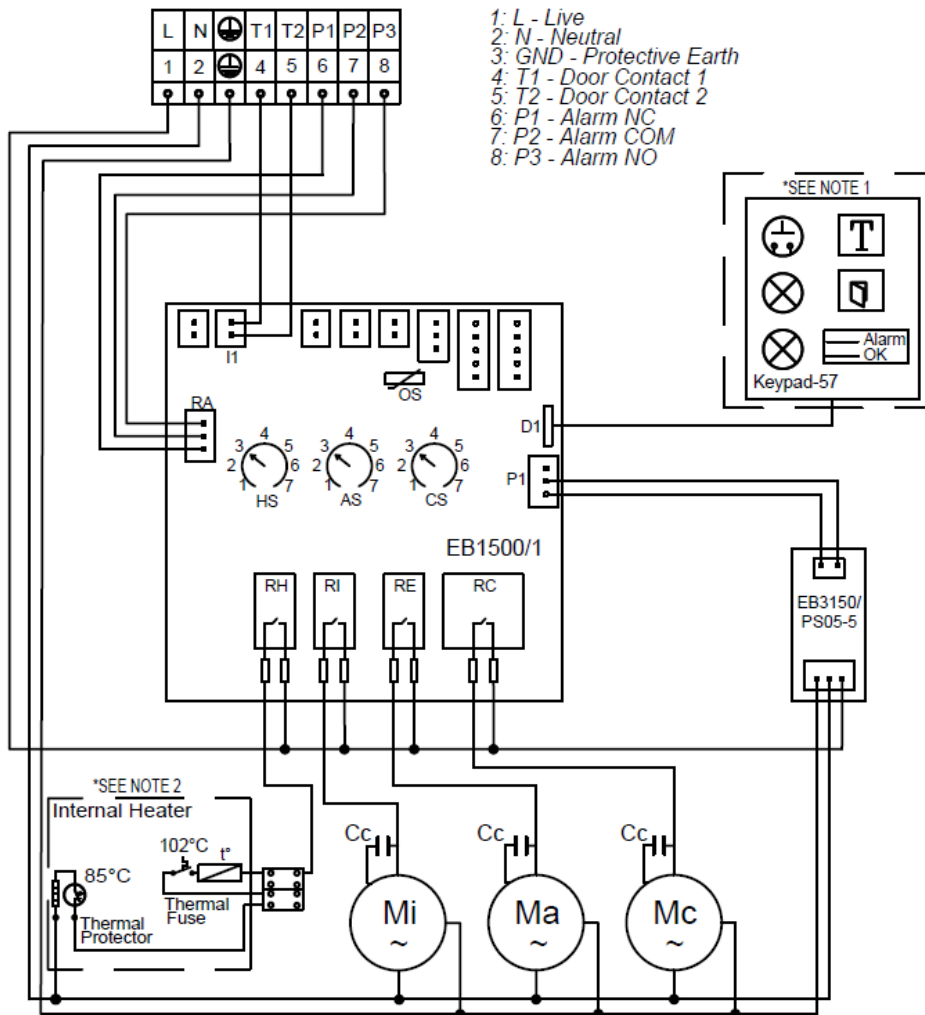 L N T1 T2 P1 P2 P3
1 2 4 5 6 7 8
1: L - Live
2: N - Neutral
3: GND - Protective Earth
4: T1 - Door Contact 1
5: T2 - Door Contact 2
6: P1 - Alarm NC
7: P2 - Alarm COM
8: P3 - Alarm NO
*SEE NOTE 1
T
Alarm
OK
Keypad-57
I1
OS
RA
D1
P1
1 2 3 4 5 6 7
HS
1 2 3 4 5 6 7
AS
1 2 3 4 5 6 7
CS
EB1500/1
RH RI RE RC
EB3150/
PS05-5
*SEE NOTE 2
Internal Heater
102°C
t°
85°C
Thermal
Fuse
Thermal
Protector
Cc Cc Cc
Mi Ma Mc
~ ~ ~